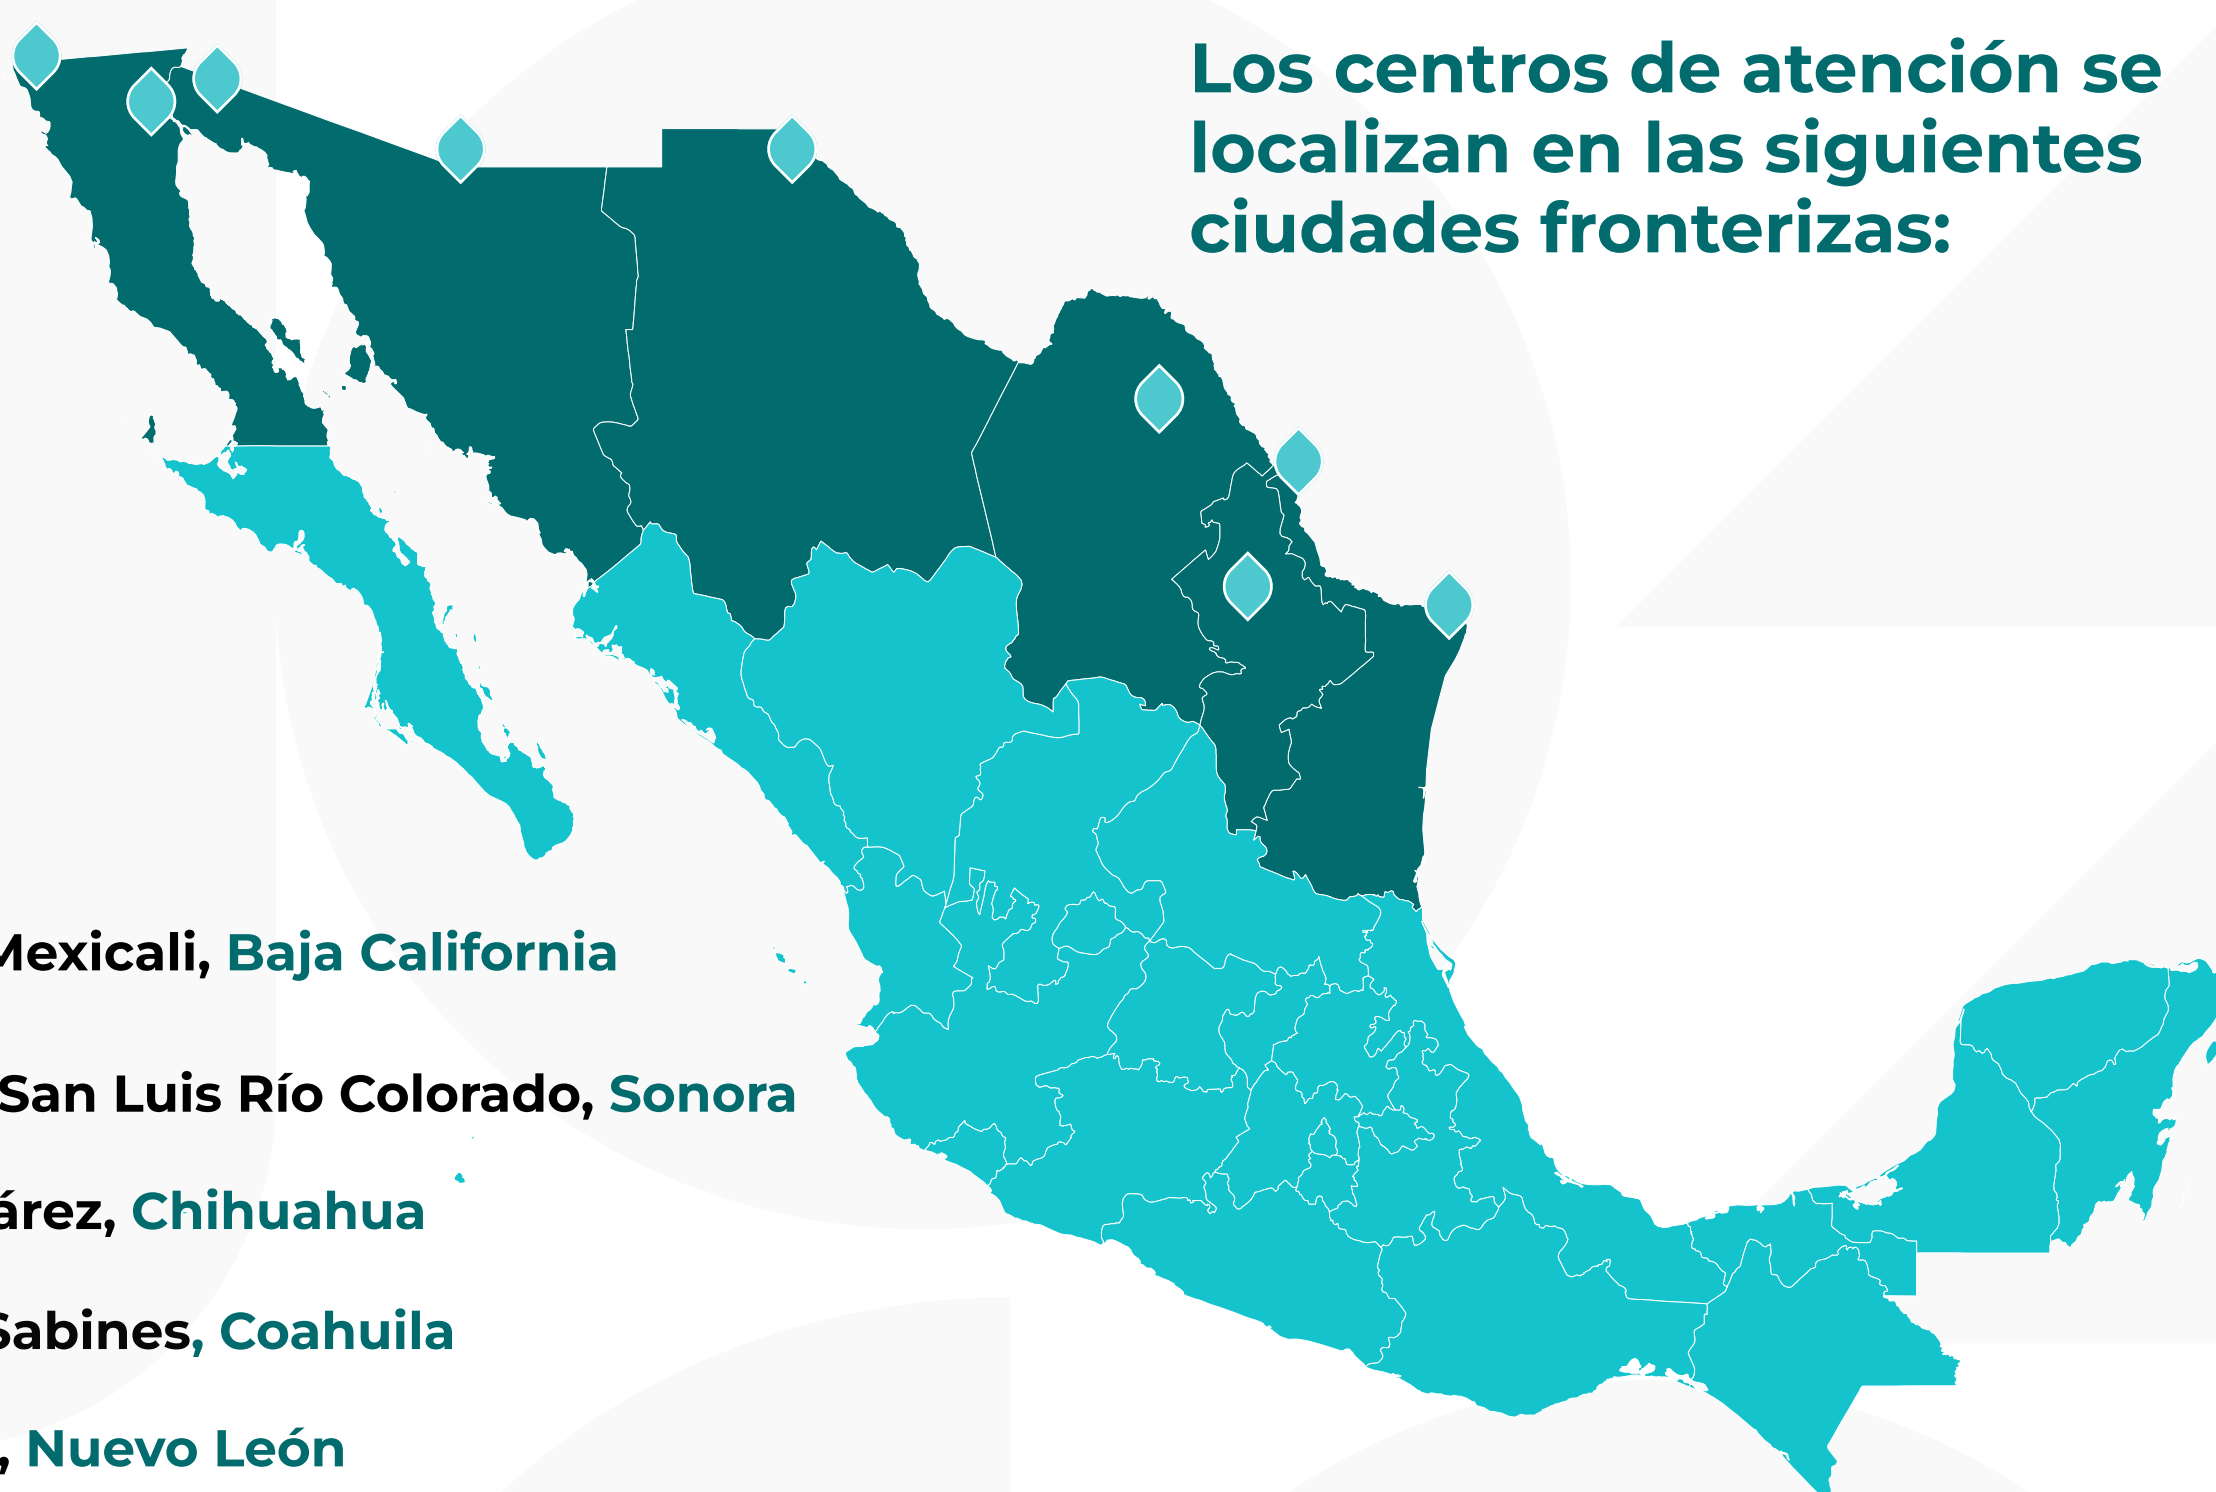 Los centros de atención se
localizan en las siguientes
ciudades fronterizas:
Mexicali, Baja California
San Luis Río Colorado, Sonora
árez, Chihuahua
Sabines, Coahuila
, Nuevo León